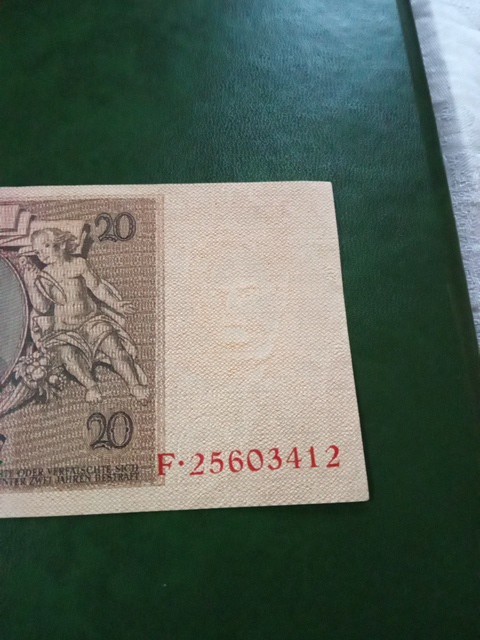 20
20
ODER VERFÄLSCHTE SICH
ZWEI JAHREN BESTRAFT
F·25603412